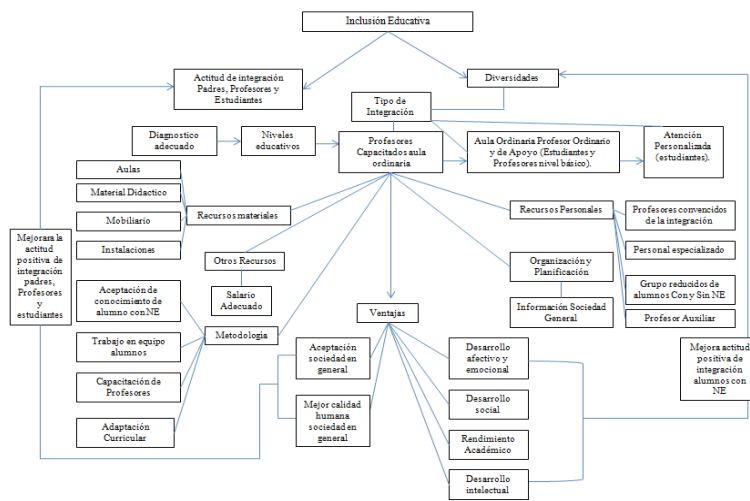 Inclusión Educativa
Actitud de integración
Padres, Profesores y
Estudiantes
Diversidades
Tipo de
Integración
Diagnostico
adecuado
Niveles
educativos
Profesores
Capacitados aula
ordinaria
Aula Ordinaria Profesor Ordinario
y de Apoyo (Estudiantes y
Profesores nivel básico).
Atención
Personalizada
(estudiantes).
Aulas
Material Didactico
Mobiliario
Instalaciones
Recursos materiales
Recursos Personales
Profesores convencidos
de la integración
Personal especializado
Grupo reducidos de
alumnos Con y Sin NE
Profesor Auxiliar
Mejorara la
actitud
positiva de
integración
padres,
Profesores
y
estudiantes
Otros Recursos
Salario
Adecuado
Organización y
Planificación
Información Sociedad
General
Aceptación de
conocimiento de
alumno con NE
Trabajo en equipo
alumnos
Capacitación de
Profesores
Adaptación
Curricular
Metodologia
Ventajas
Aceptación
sociedad en
general
Mejor calidad
humana
sociedad en
general
Desarrollo
afectivo y
emocional
Desarrollo
social
Rendimiento
Académico
Desarrollo
intelectual
Mejora actitud
positiva de
integración
alumnos con
NE